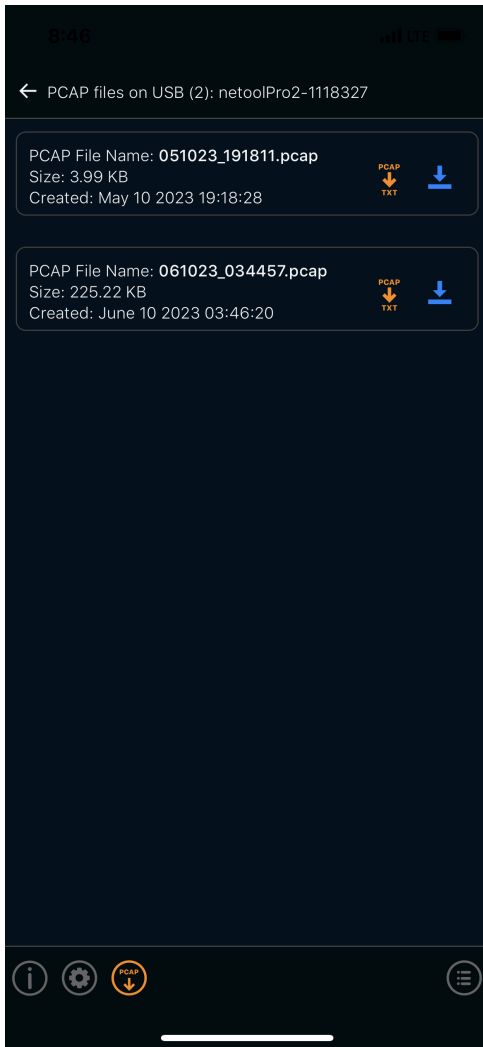 8:46 LTE
PCAP files on USB (2): netoolPro2-1118327
PCAP File Name: 051023_191811.pcap
Size: 3.99 KB
Created: May 10 2023 19:18:28
PCAP
TXT
PCAP File Name: 061023_034457.pcap
Size: 225.22 KB
Created: June 10 2023 03:46:20
PCAP
TXT
PCAP